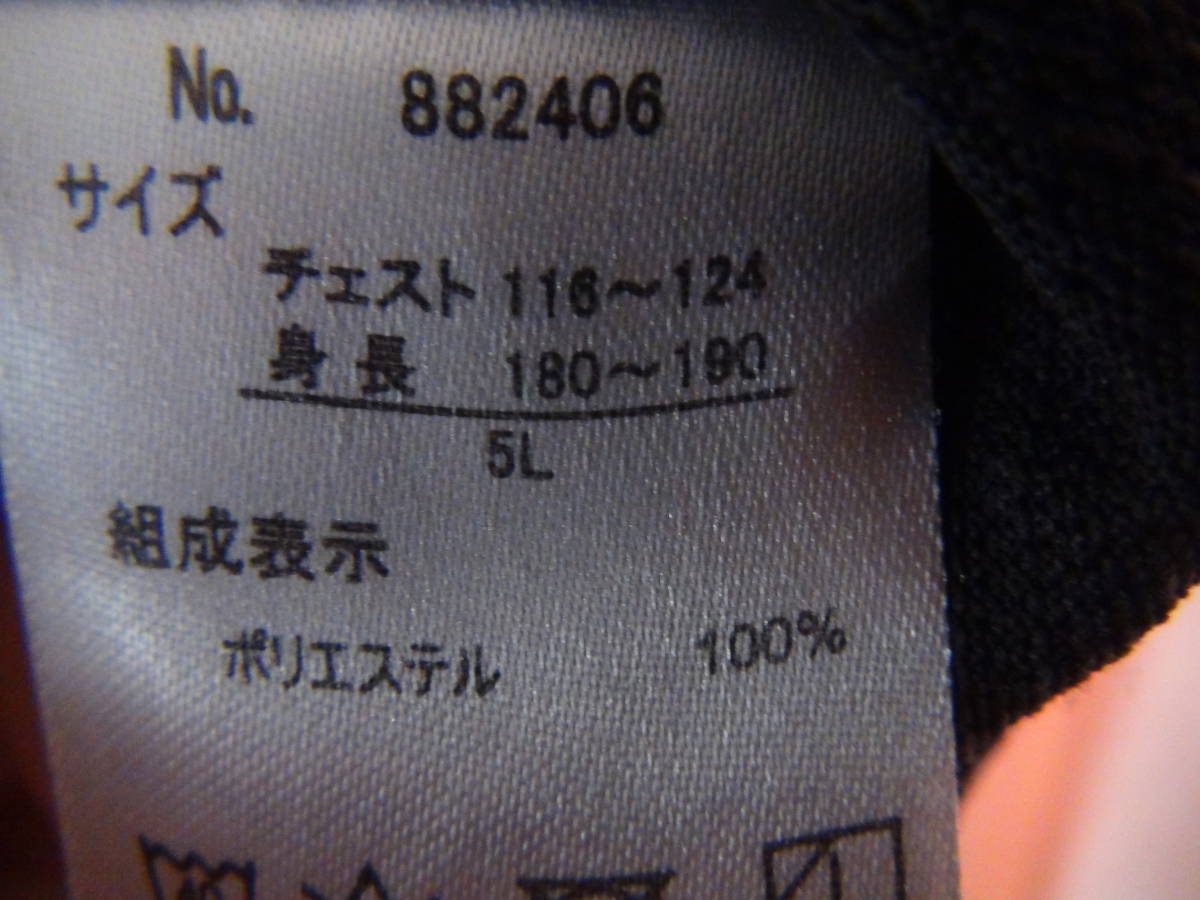 No. 882406
サイズ
チェスト 116～124
身長 180～190
5L
組成表示
ポリエステル 100%